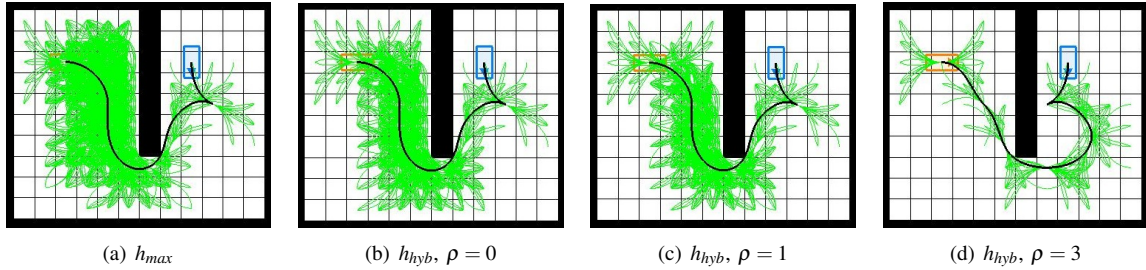 (a) h_max
(b) h_hyb, ρ = 0
(c) h_hyb, ρ = 1
(d) h_hyb, ρ = 3